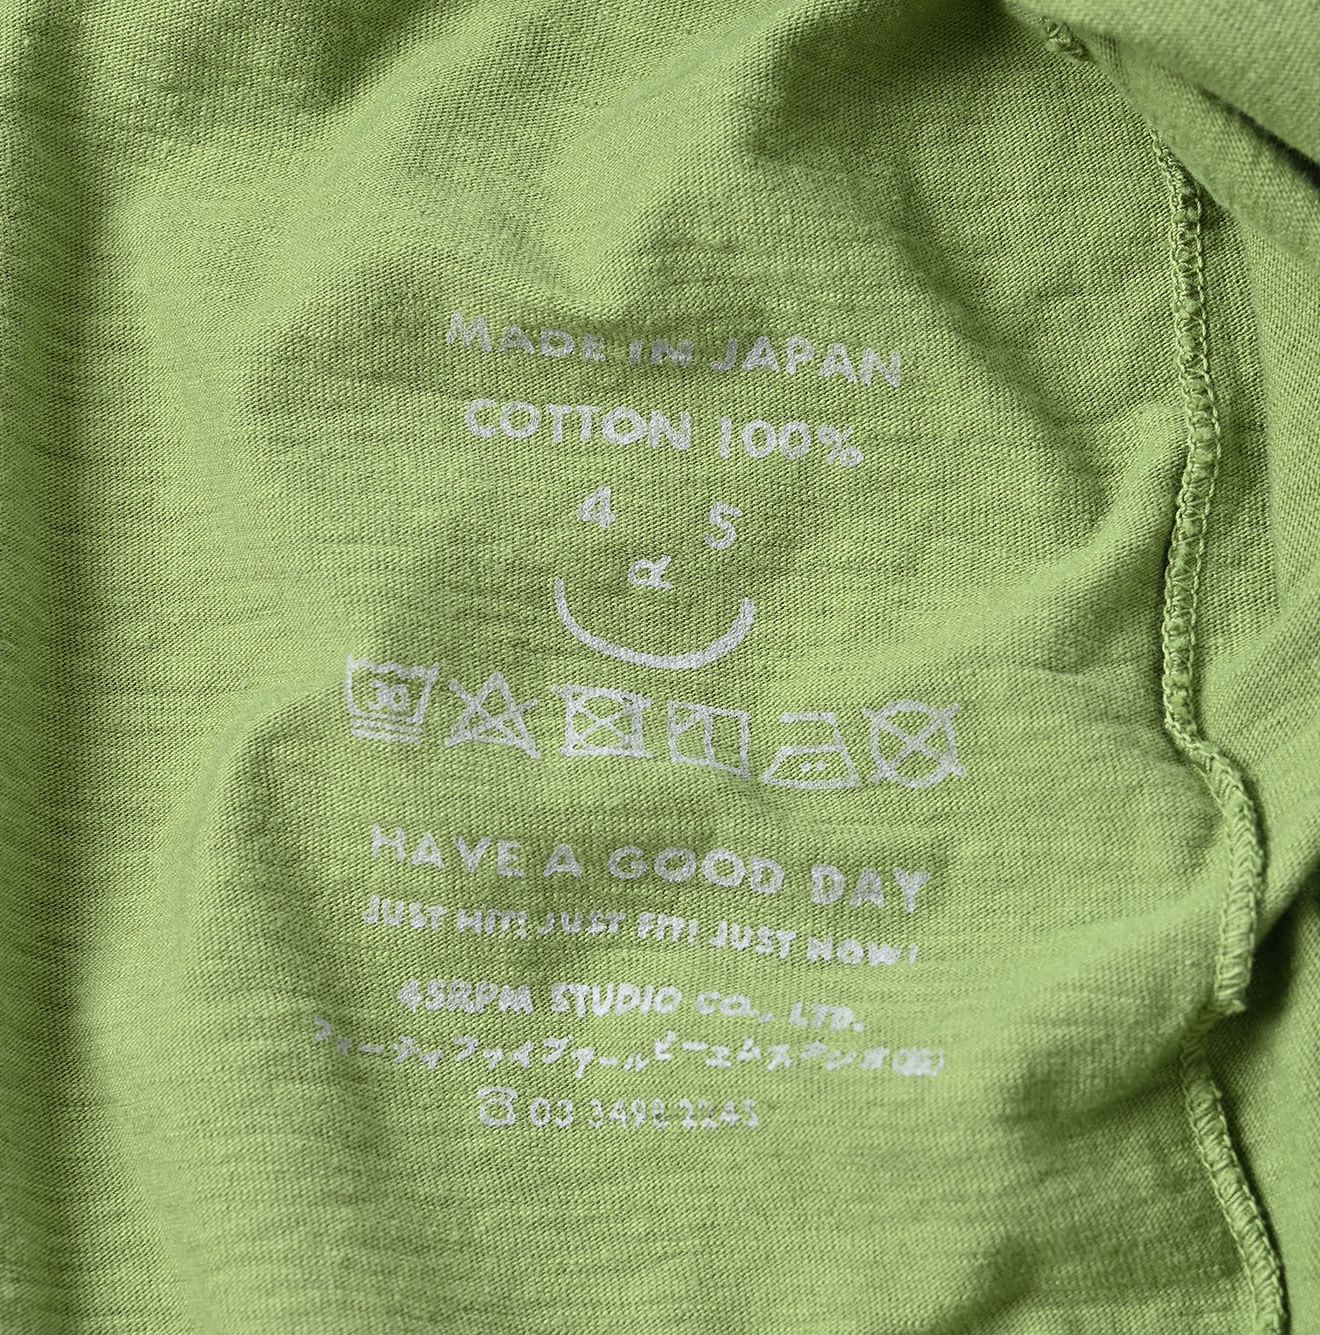 MADE IN JAPAN
COTTON 100%
4 5
α
30
HAVE A GOOD DAY
JUST HIT! JUST FIT! JUST NOW!
45RPM STUDIO CO., LTD.
フォーティファイブアールピーエムスタジオ(株)
☎03 3498 2248